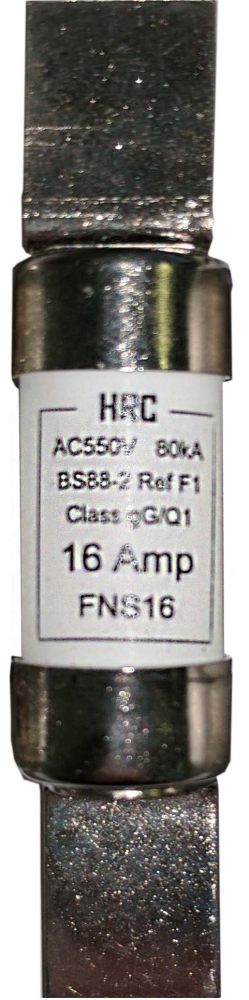 HRC
AC550V 80kA
BS88-2 Ref F1
Class gG/Q1
16 Amp
FNS16